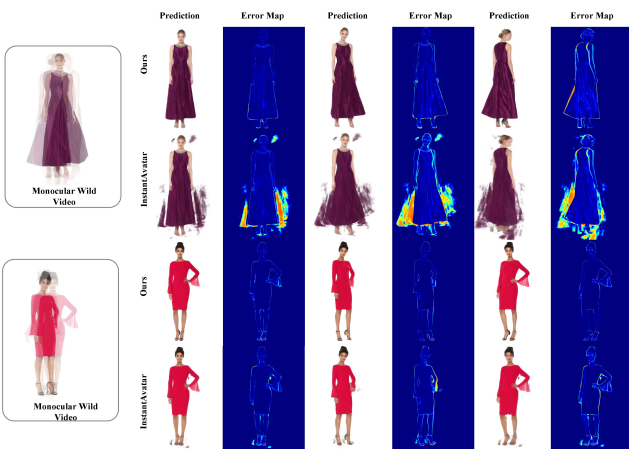 Prediction Error Map Prediction Error Map Prediction Error Map
Ours
Monocular Wild
Video
InstantAvatar
Ours
Monocular Wild
Video
InstantAvatar